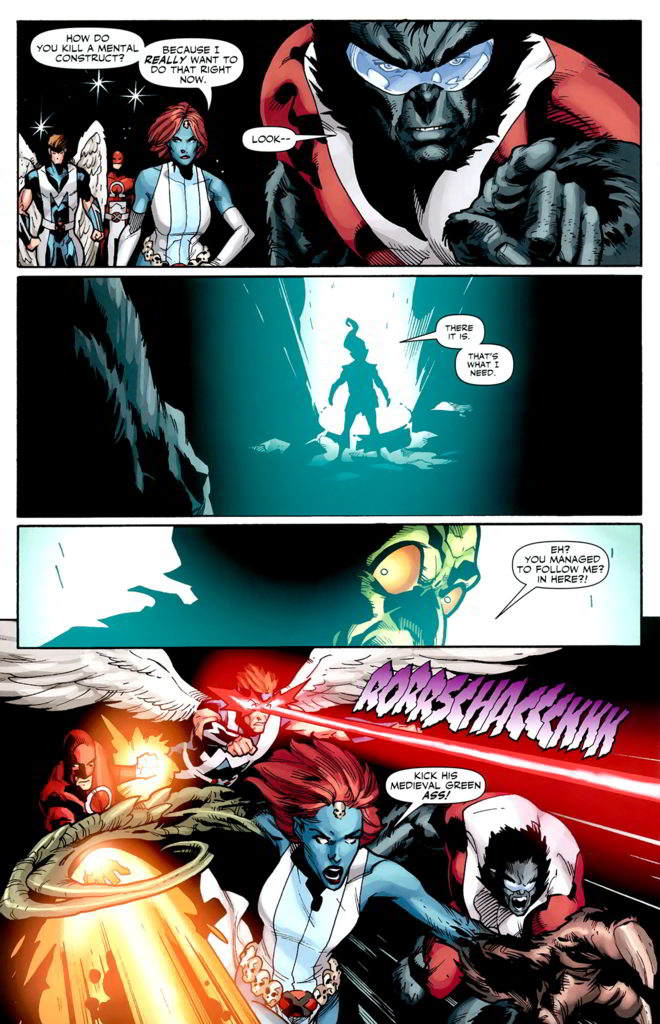 HOW DO
YOU KILL A MENTAL
CONSTRUCT?
BECAUSE I
REALLY WANT TO
DO THAT RIGHT
NOW.
LOOK--
THERE
IT IS.
THAT'S
WHAT I
NEED.
EH?
YOU MANAGED
TO FOLLOW ME?
IN HERE?!
RORRSCHACCCKKK
KICK HIS
MEDIEVAL GREEN
ASS!